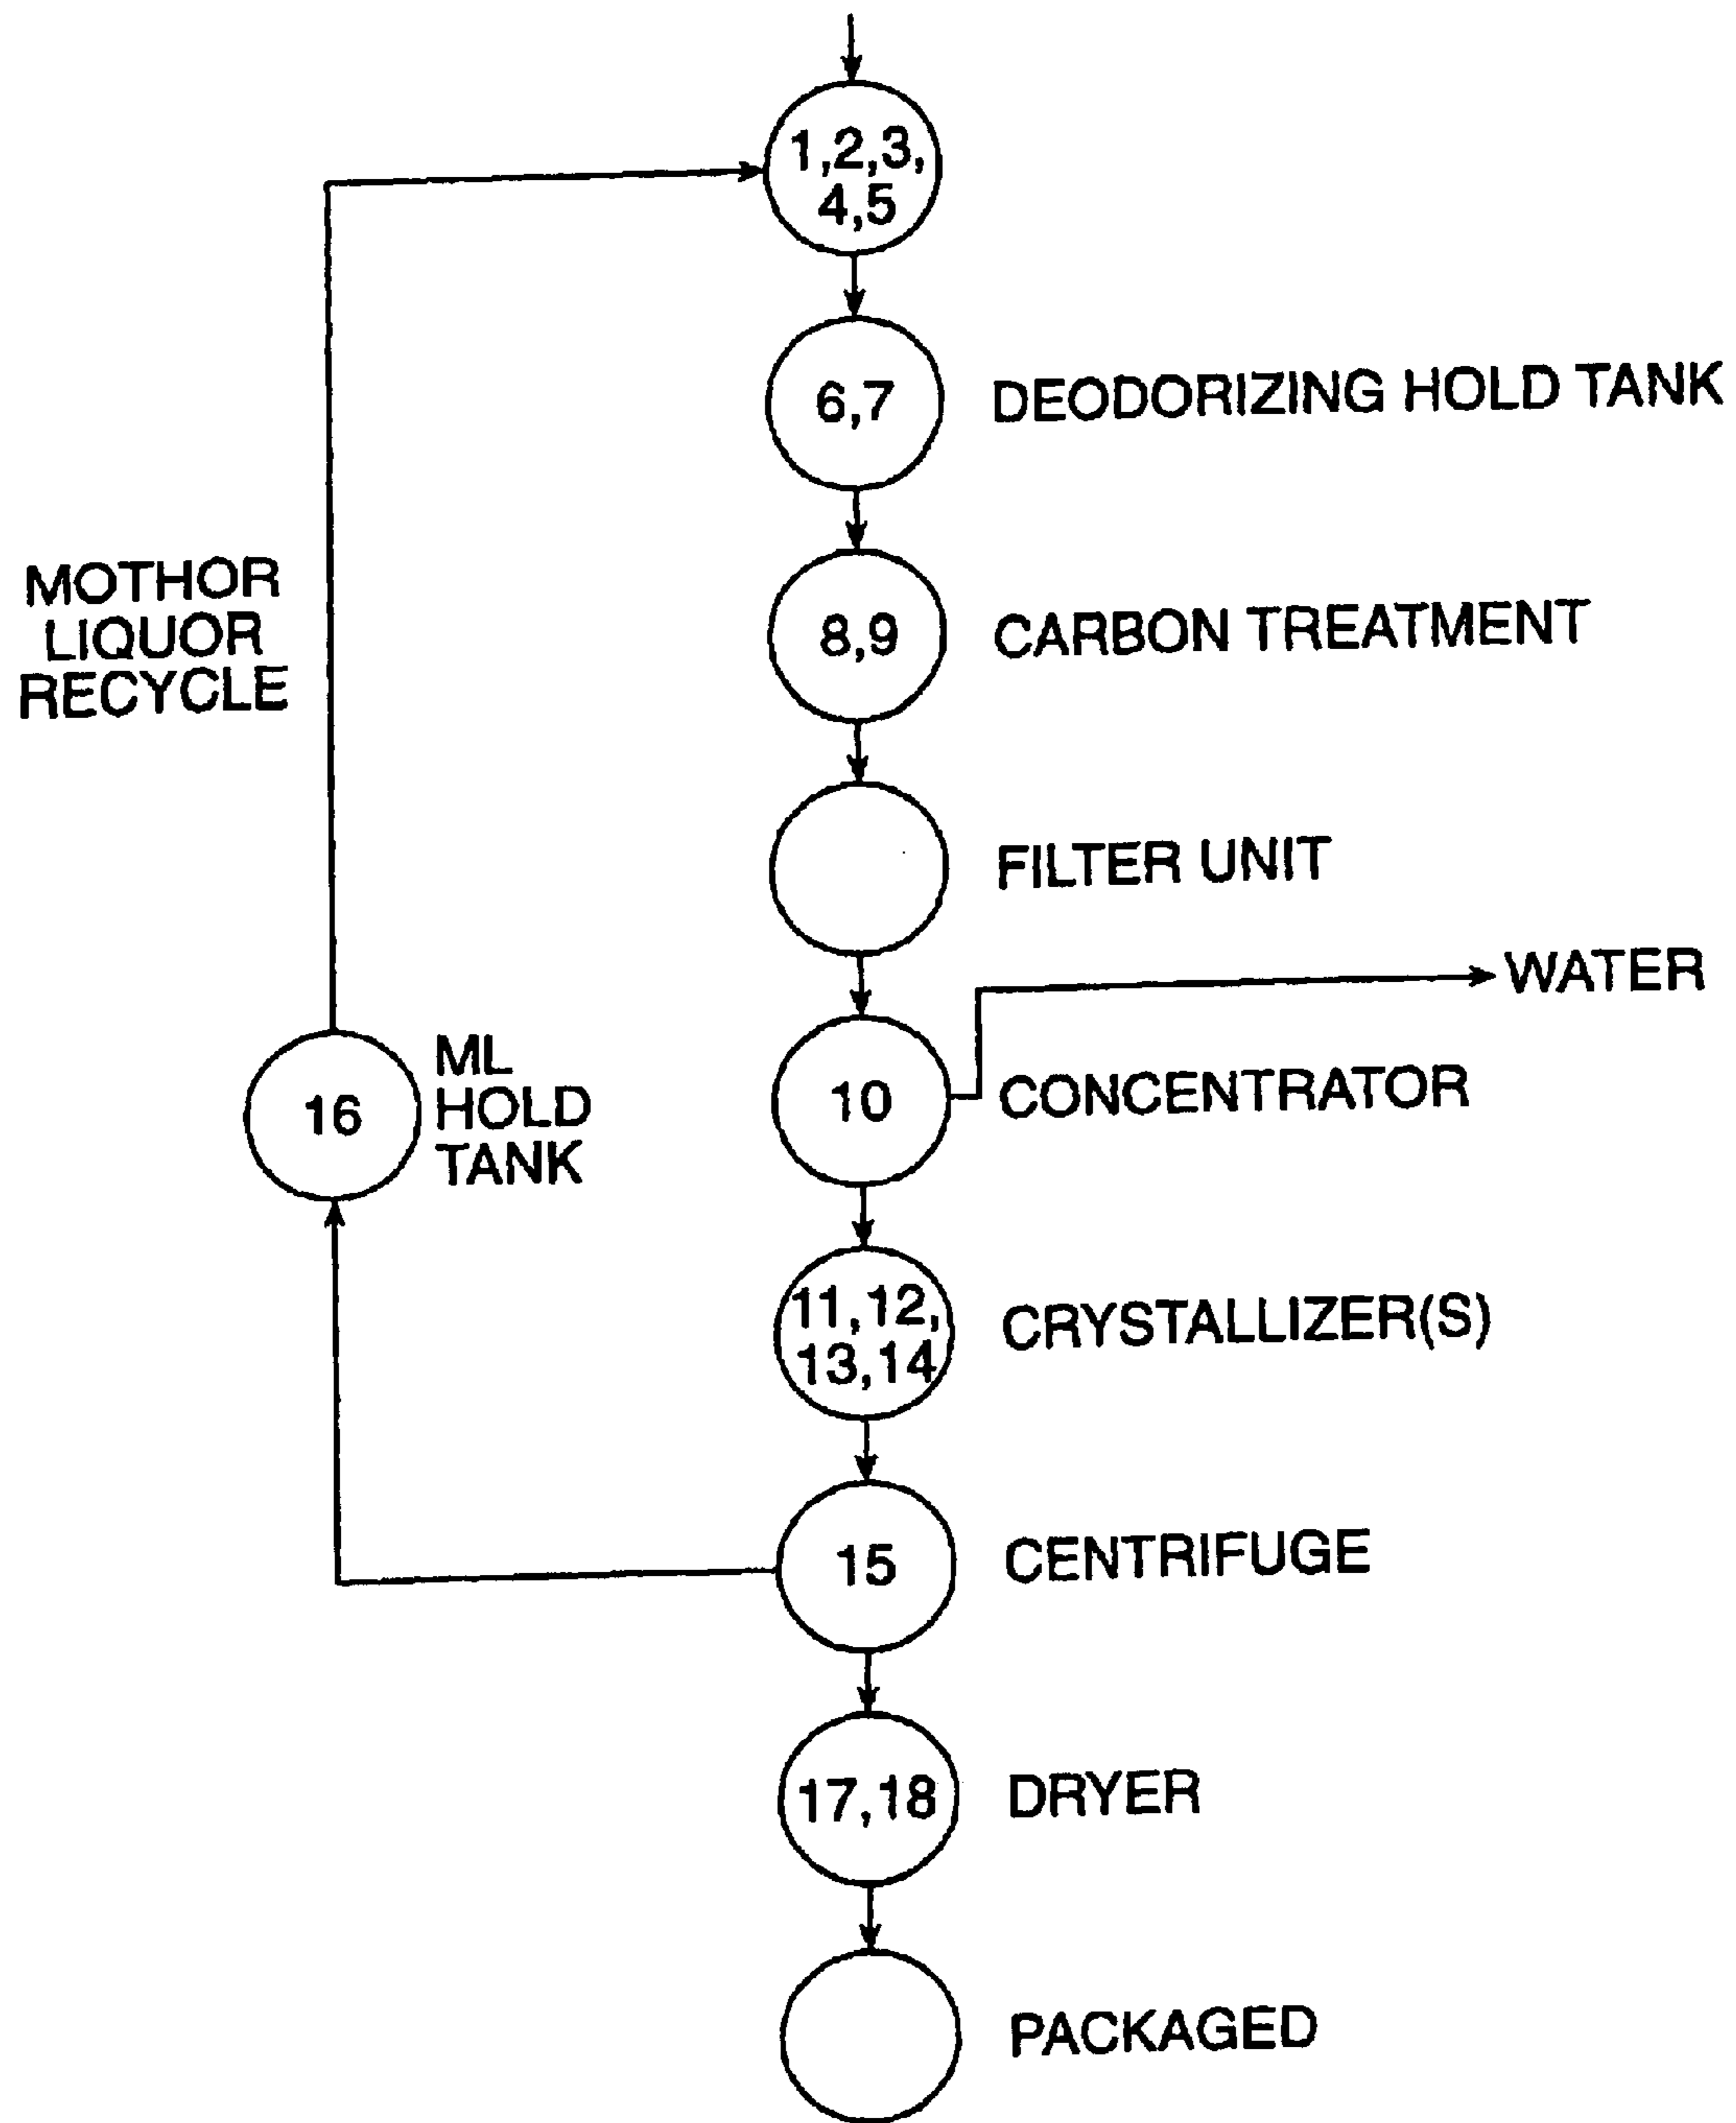 1,2,3,
4,5
6,7
DEODORIZING HOLD TANK
8,9
CARBON TREATMENT
MOTHOR
LIQUOR
RECYCLE
FILTER UNIT
WATER
10
CONCENTRATOR
16
ML
HOLD
TANK
11,12,
13,14
CRYSTALLIZER(S)
15
CENTRIFUGE
17,18
DRYER
PACKAGED